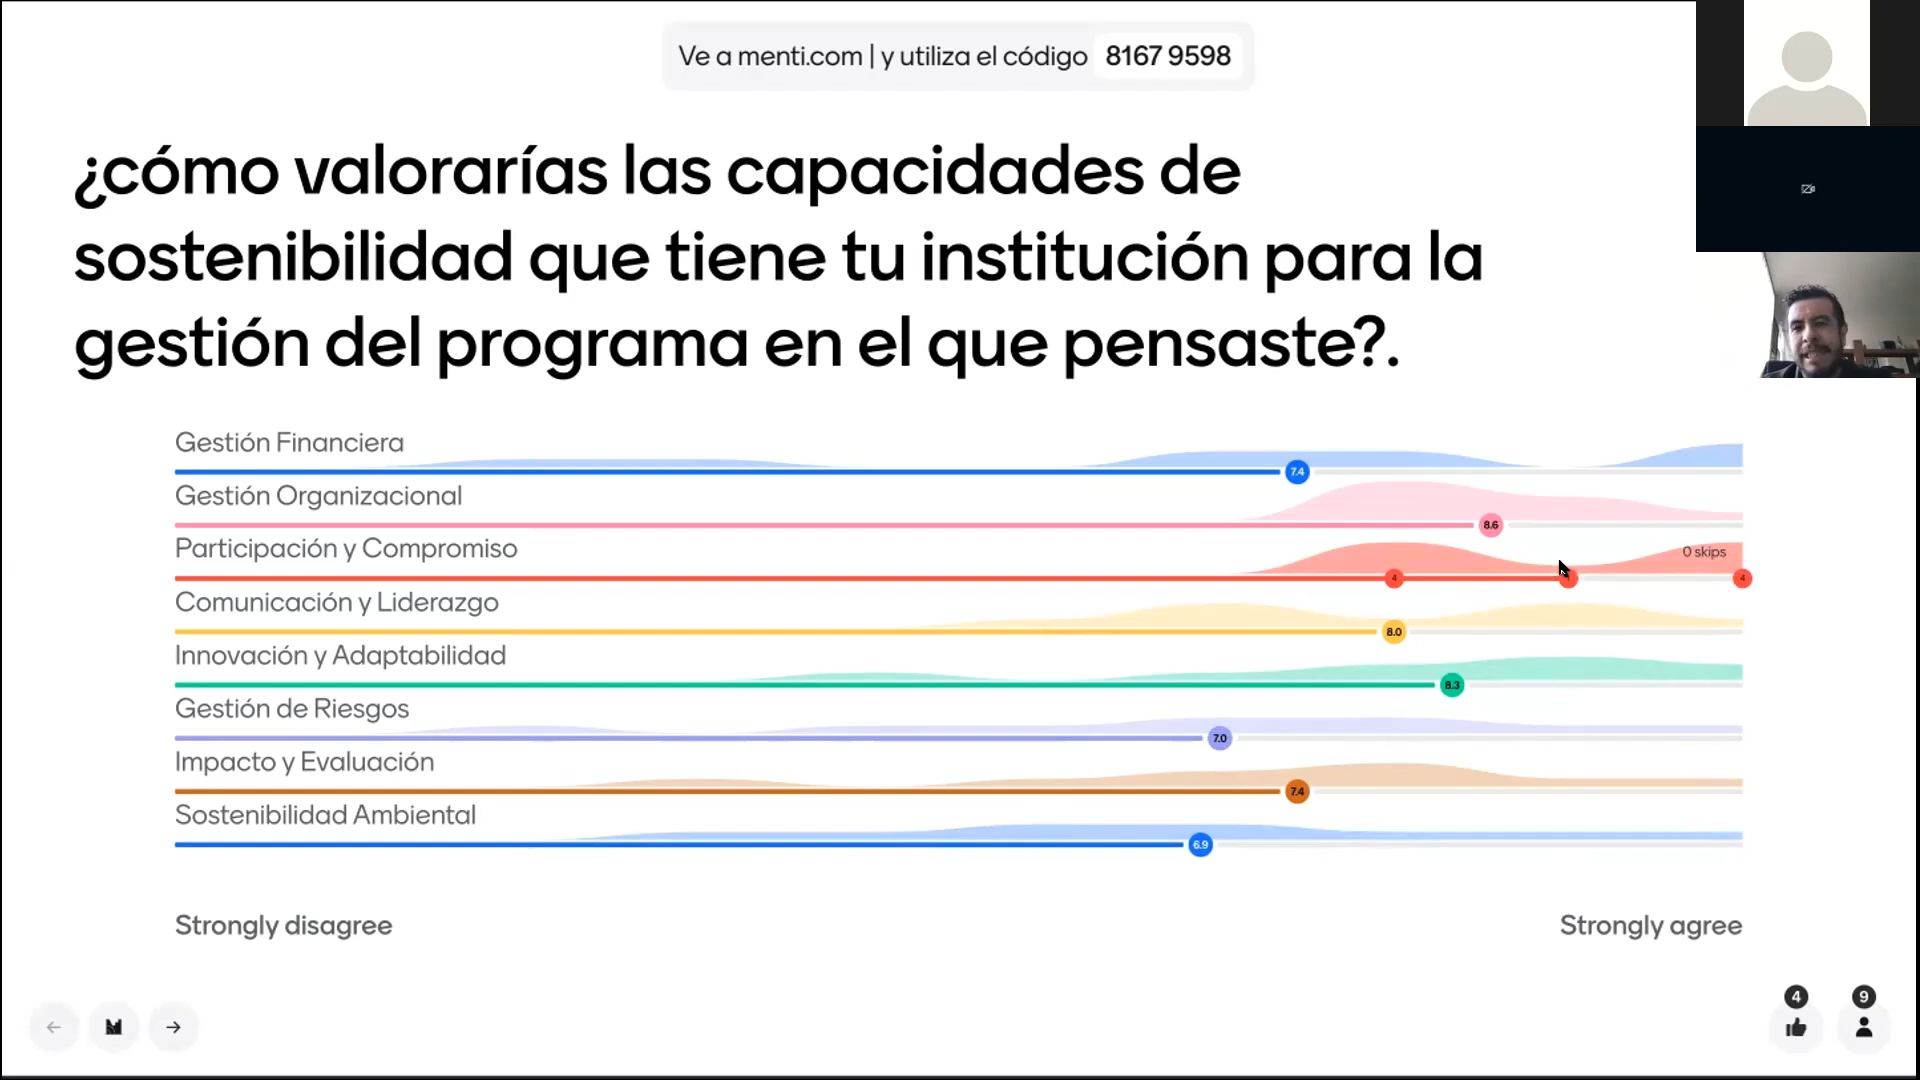 Ve a menti.com | y utiliza el código 8167 9598
¿cómo valorarías las capacidades de
sostenibilidad que tiene tu institución para la
gestión del programa en el que pensaste?.
Gestión Financiera
7.4
Gestión Organizacional
8.6
Participación y Compromiso
0 skips
4
4
Comunicación y Liderazgo
8.0
Innovación y Adaptabilidad
8.3
Gestión de Riesgos
7.0
Impacto y Evaluación
7.4
Sostenibilidad Ambiental
6.9
Strongly disagree
Strongly agree
4
9